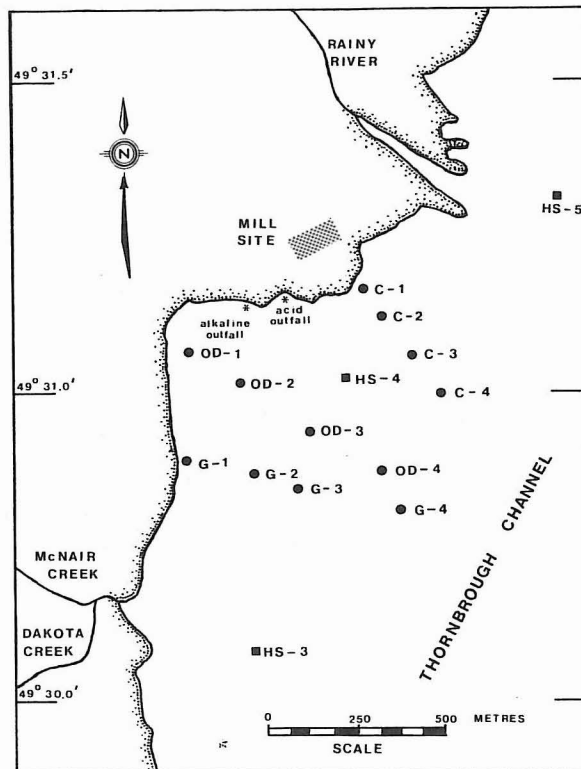 RAINY
RIVER
49° 31.5'
N
HS-5
MILL
SITE
C-1
acid
outfall
alkaline
outfall
C-2
OD-1
C-3
HS-4
OD-2
C-4
49° 31.0'
OD-3
G-1
OD-4
G-2
G-3
G-4
THORNBROUGH CHANNEL
McNAIR
CREEK
DAKOTA
CREEK
HS-3
49° 30.0'
0 250 500 METRES
SCALE